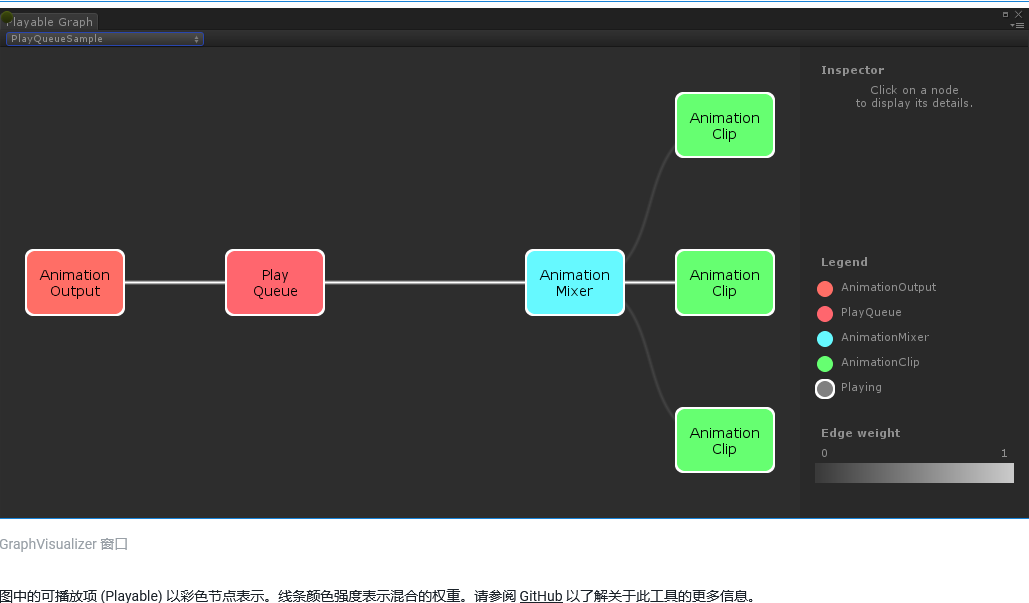 Playable Graph
PlayQueueSample
Inspector
Click on a node
to display its details.
Animation
Clip
Animation
Output
Play
Queue
Animation
Mixer
Animation
Clip
Animation
Clip
Legend
AnimationOutput
PlayQueue
AnimationMixer
AnimationClip
Playing
Edge weight
0 1
GraphVisualizer 窗口
图中的可播放项 (Playable) 以彩色节点表示。线条颜色强度表示混合的权重。请参阅 GitHub 以了解关于此工具的更多信息。